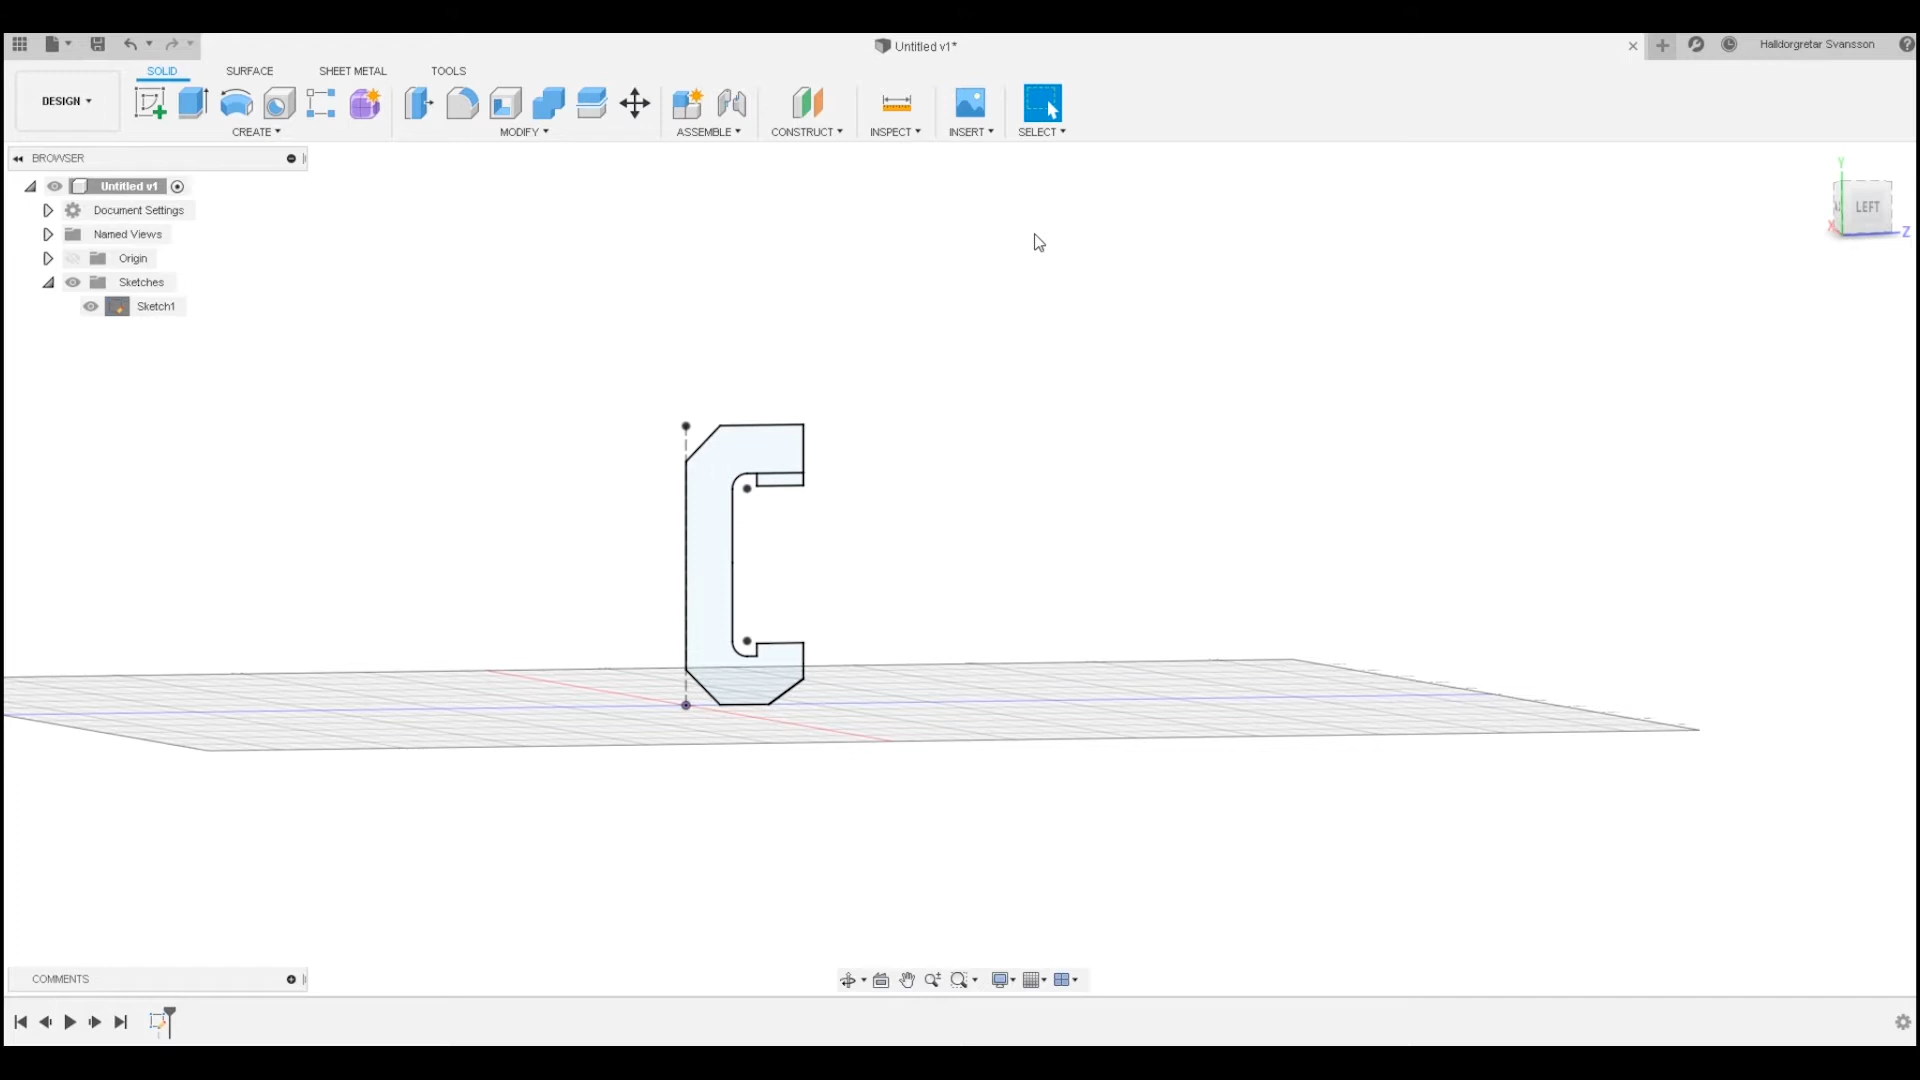 Untitled v1*
Halldorgretar Svansson
SOLID
SURFACE
SHEET METAL
TOOLS
DESIGN
CREATE
MODIFY
ASSEMBLE
CONSTRUCT
INSPECT
INSERT
SELECT
BROWSER
Untitled v1
Document Settings
Named Views
Origin
Sketches
Sketch1
Y
LEFT
X
Z
COMMENTS